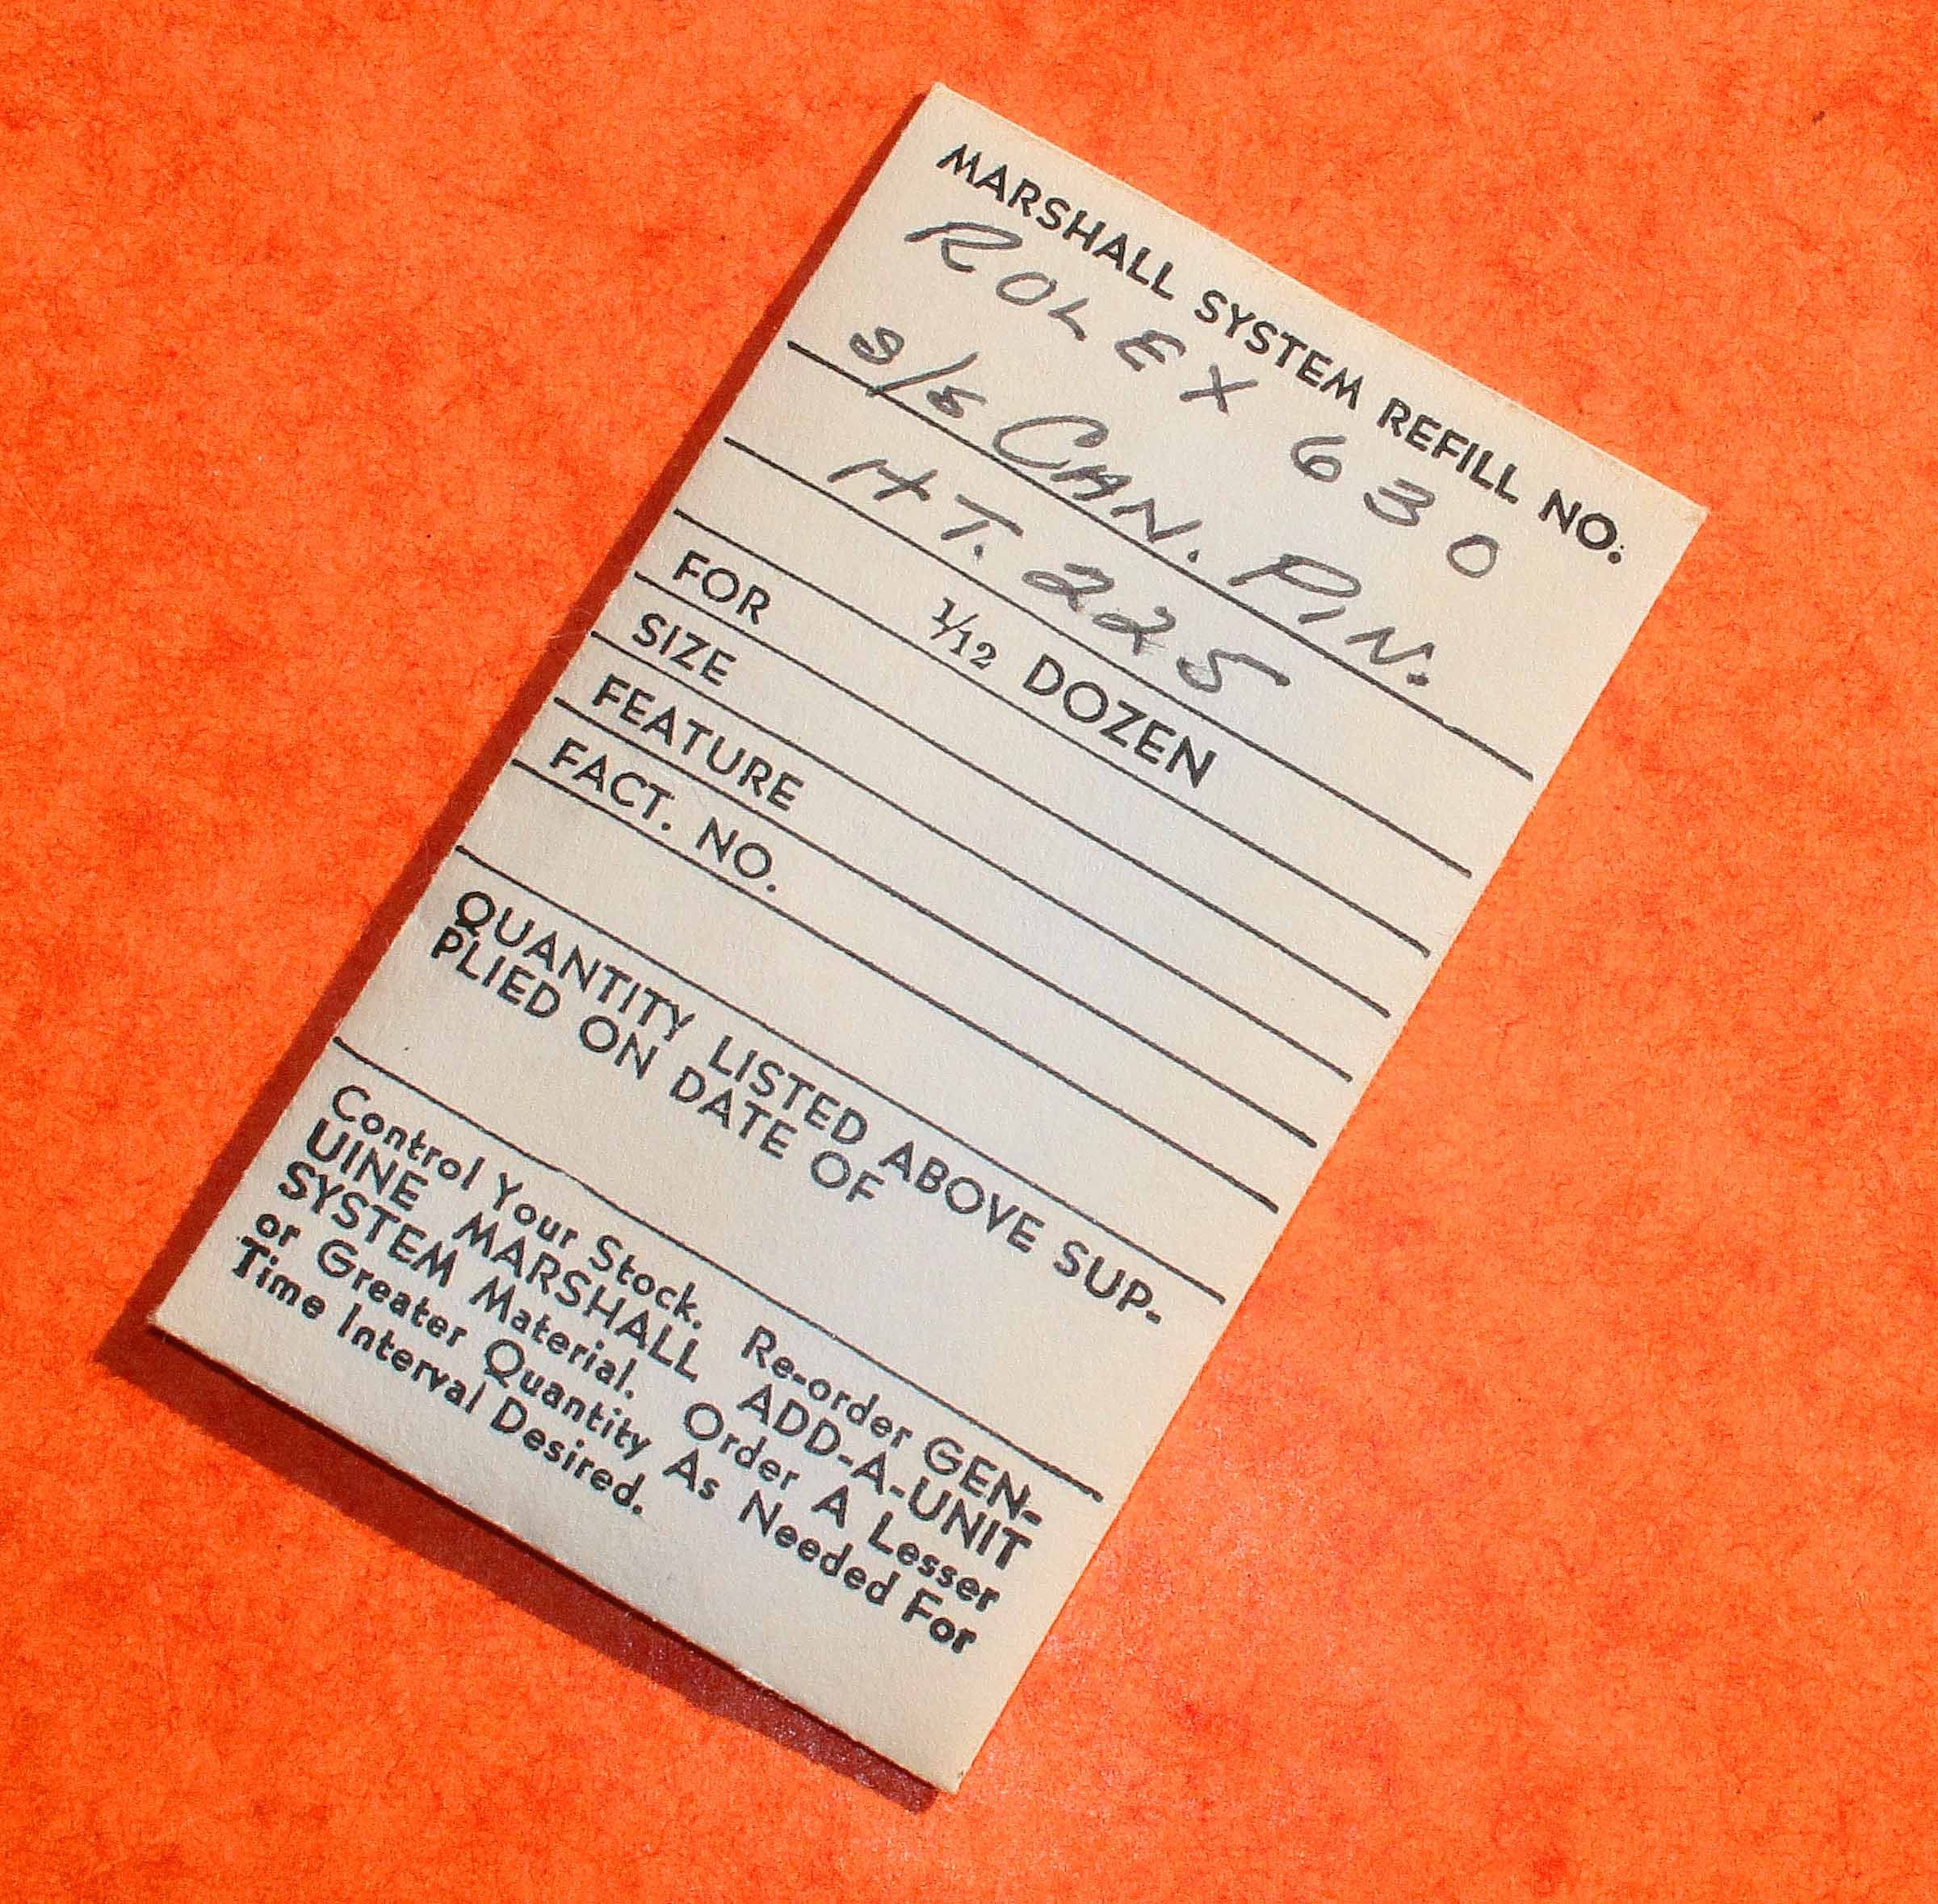 MARSHALL SYSTEM REFILL NO:
ROLEX 630
S/S CAN. PIN.
HT. 225
FOR 1/12 DOZEN
SIZE
FEATURE
FACT. NO.
QUANTITY LISTED ABOVE SUP-
PLIED ON DATE OF
Control Your Stock. Re-order GEN-
UINE MARSHALL ADD-A-UNIT
SYSTEM Material. Order A Lesser
or Greater Quantity As Needed For
Time Interval Desired.